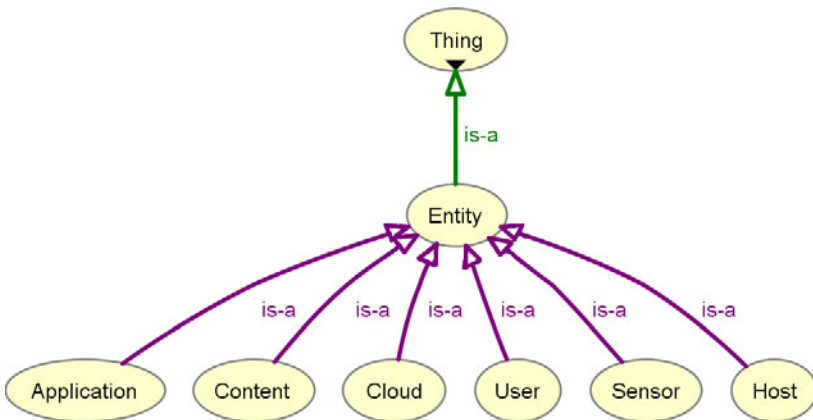 Thing
is-a
Entity
is-a is-a is-a is-a is-a is-a
Application Content Cloud User Sensor Host